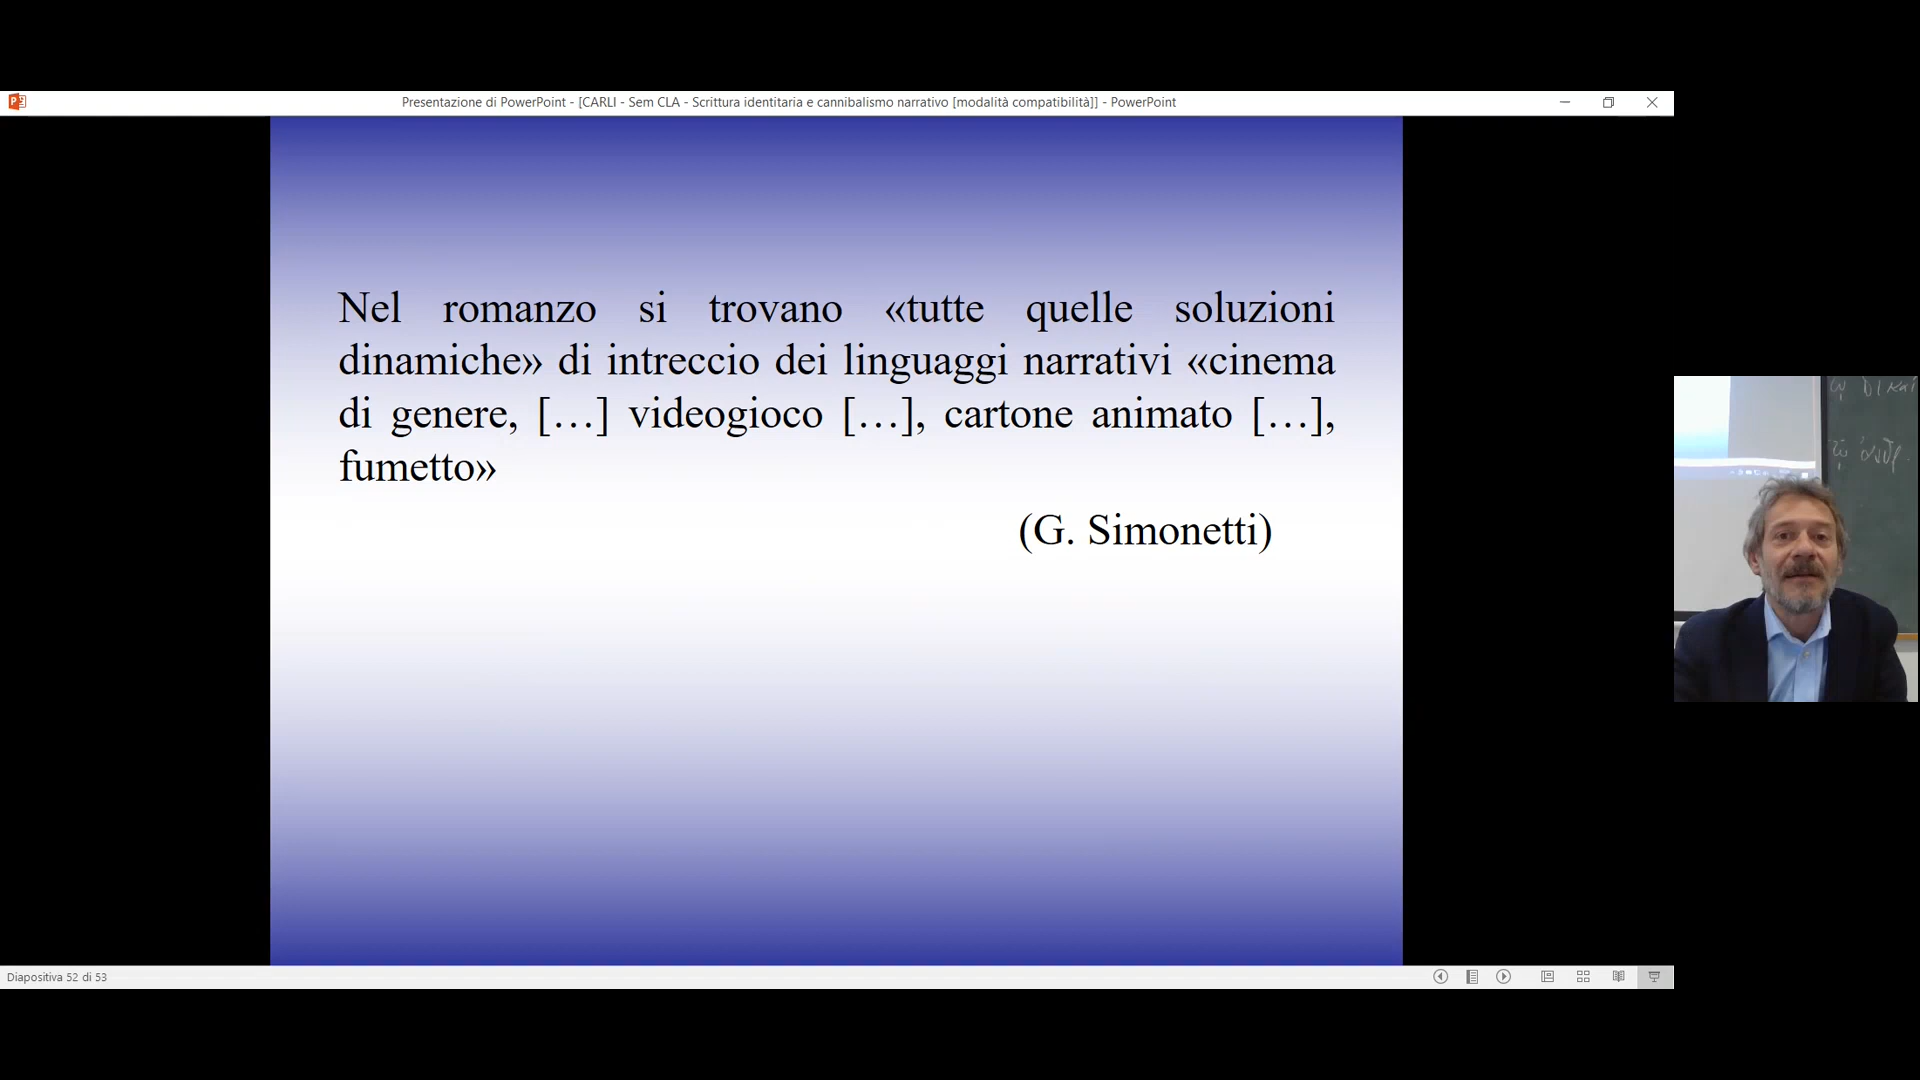 Presentazione di PowerPoint - [CARLI - Sem CLA - Scrittura identitaria e cannibalismo narrativo [modalità compatibilità]] - PowerPoint
Nel romanzo si trovano «tutte quelle soluzioni
dinamiche» di intreccio dei linguaggi narrativi «cinema
di genere, […] videogioco […], cartone animato […],
fumetto»
(G. Simonetti)
Diapositiva 52 di 53